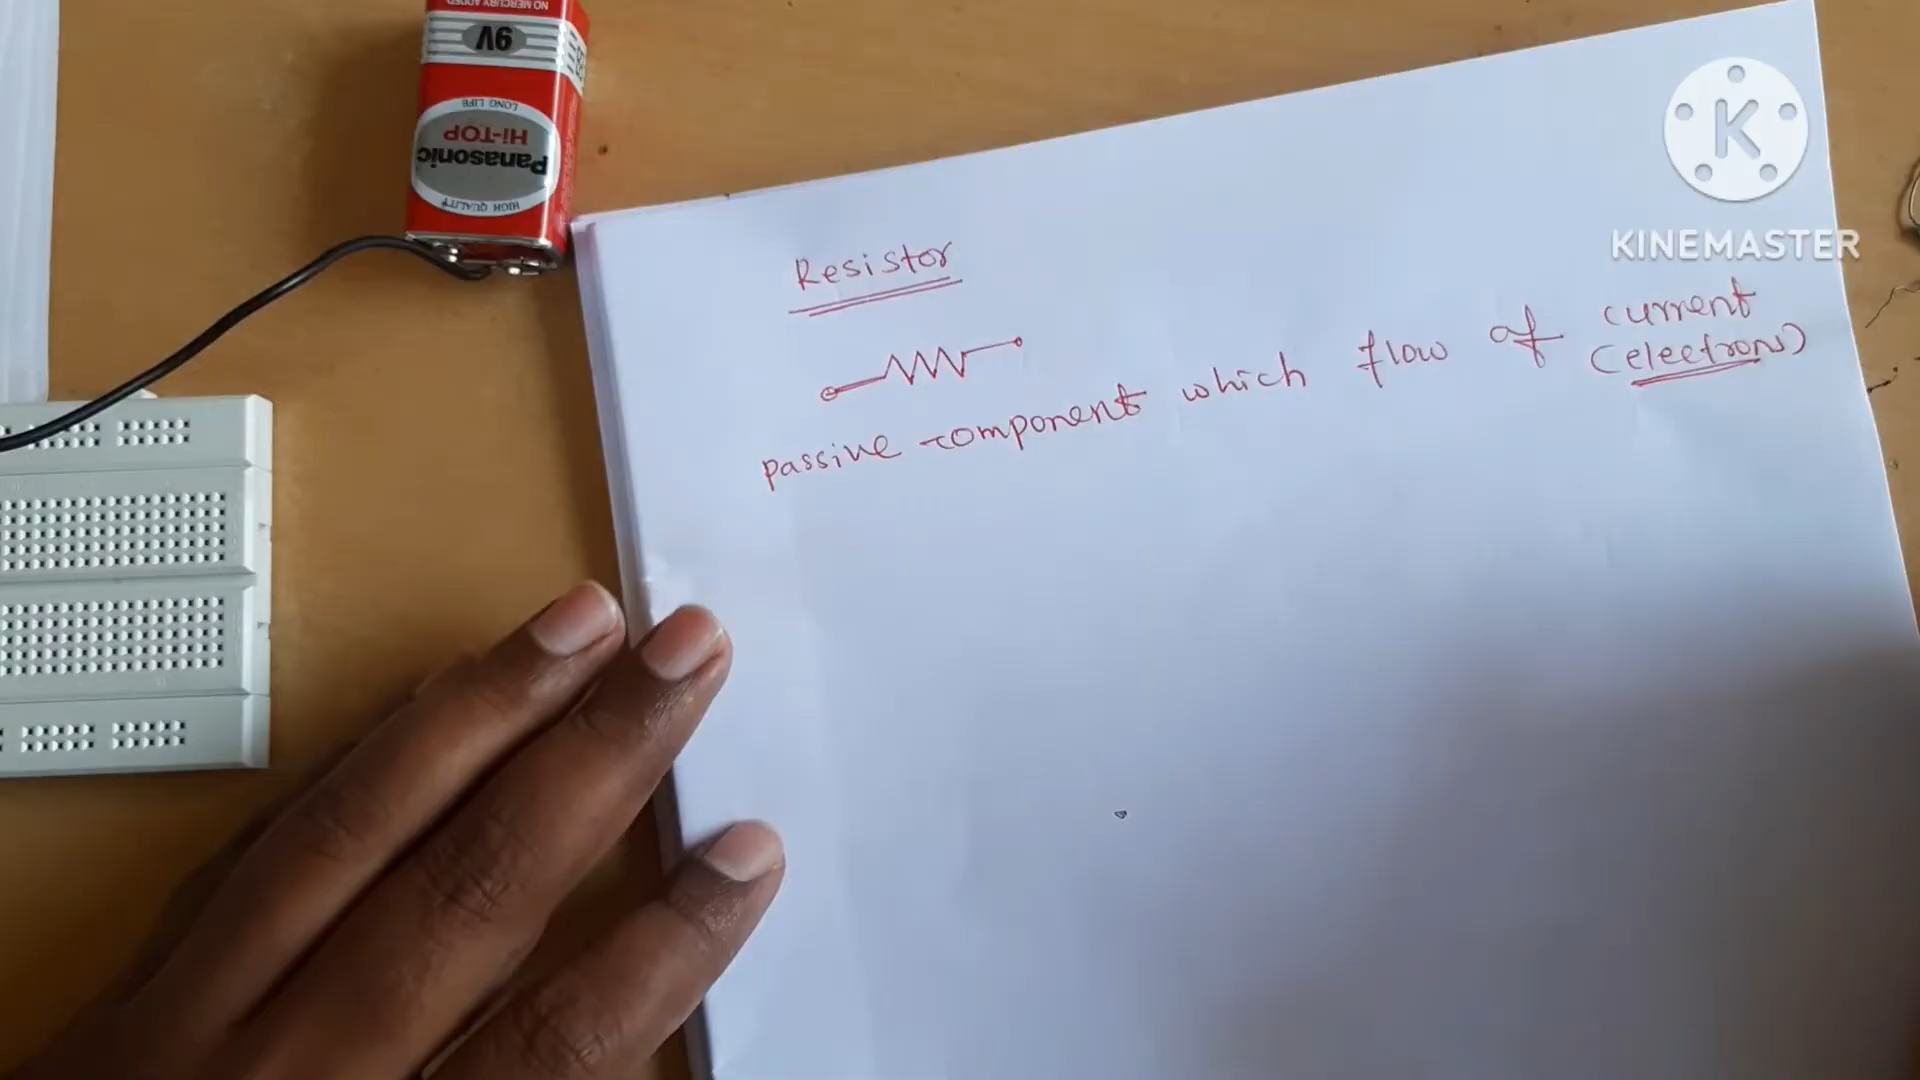 NO MERCURY ADDED
9V
LONG LIFE
Hi-TOP
Panasonic
HIGH QUALITY
K
KINEMASTER
Resistor
passive component which flow of current
(electrons)